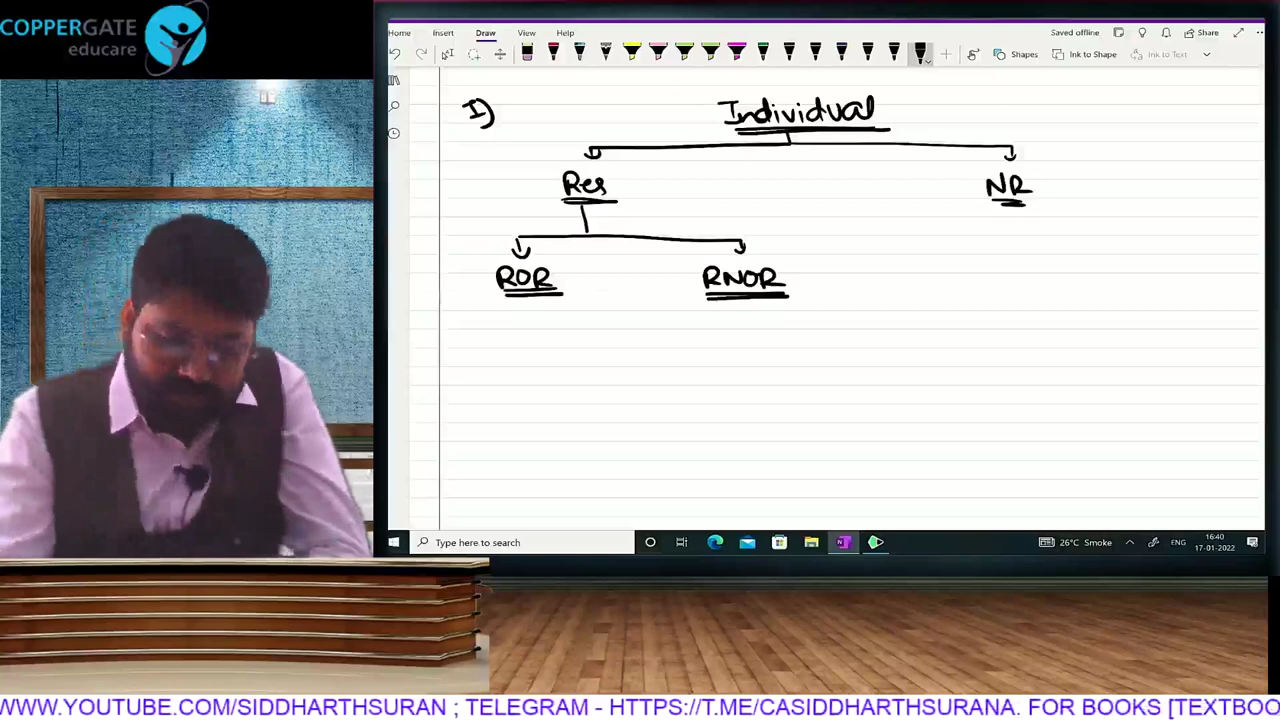 COPPERGATE
educare
Home Insert Draw View Help
Saved offline
Share
Shapes
Ink to Shape
Ink to Text
I) Individual
Res NR
ROR RNOR
Type here to search
26°C Smoke
ENG
16:40
17-01-2022
WWW.YOUTUBE.COM/SIDDHARTHSURAN ; TELEGRAM - HTTPS://T.ME/CASIDDHARTHSURANA. FOR BOOKS [TEXTBOO